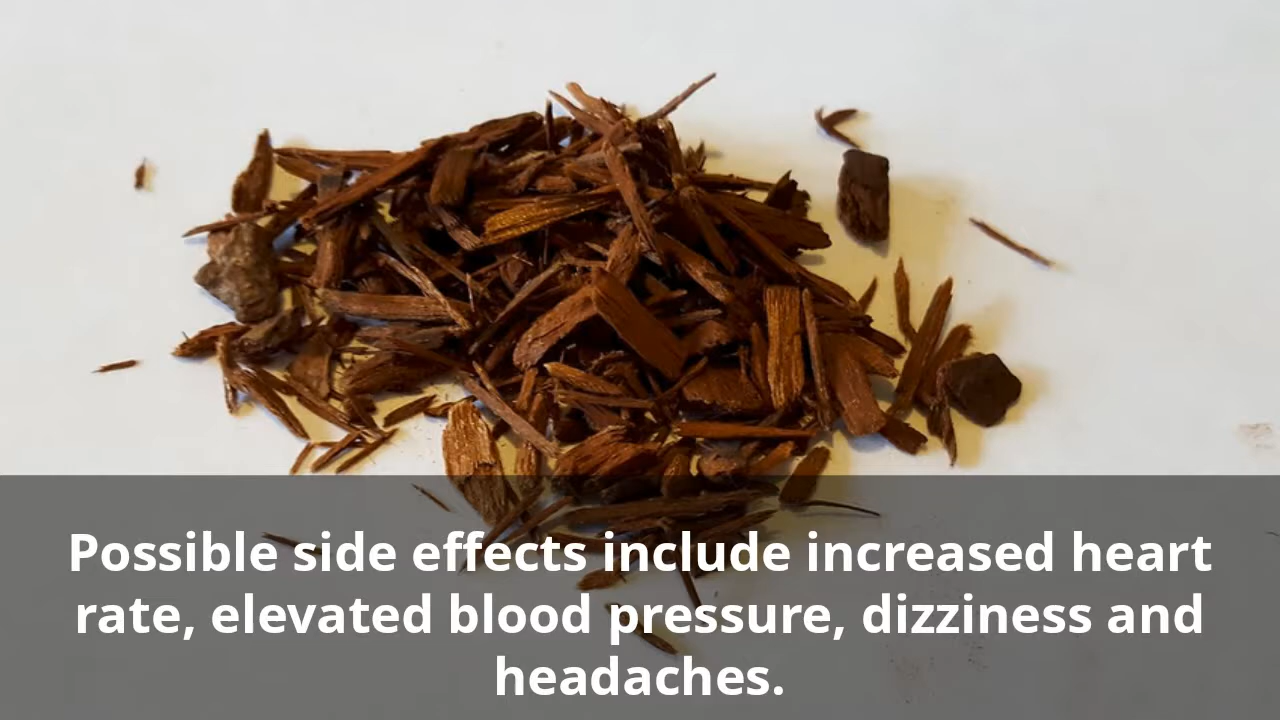 Possible side effects include increased heart
rate, elevated blood pressure, dizziness and
headaches.